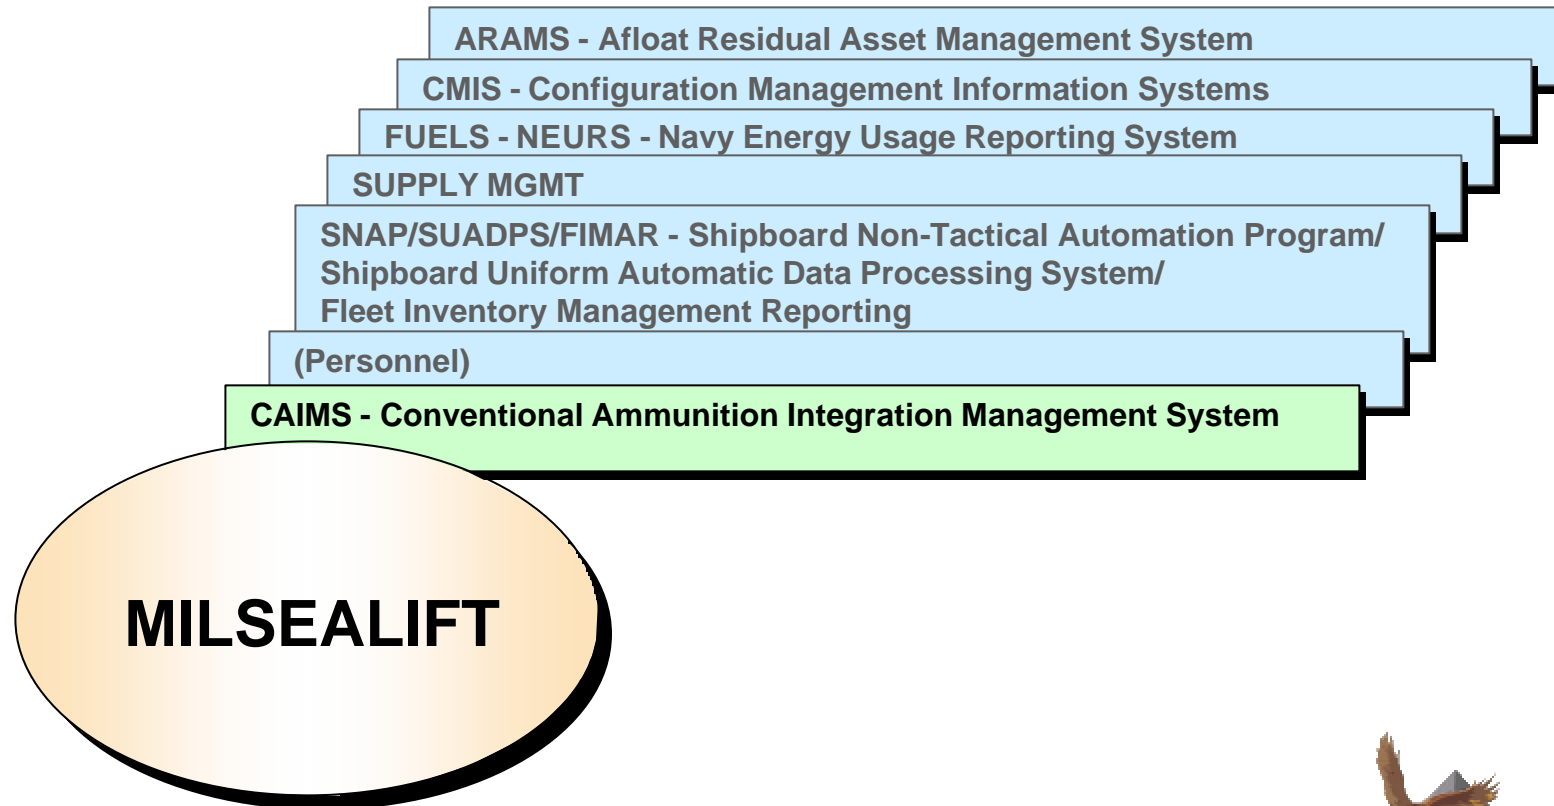 ARAMS - Afloat Residual Asset Management System
CMIS - Configuration Management Information Systems
FUELS - NEURS - Navy Energy Usage Reporting System
SUPPLY MGMT
SNAP/SUADPS/FIMAR - Shipboard Non-Tactical Automation Program/
Shipboard Uniform Automatic Data Processing System/
Fleet Inventory Management Reporting
(Personnel)
CAIMS - Conventional Ammunition Integration Management System
MILSEALIFT